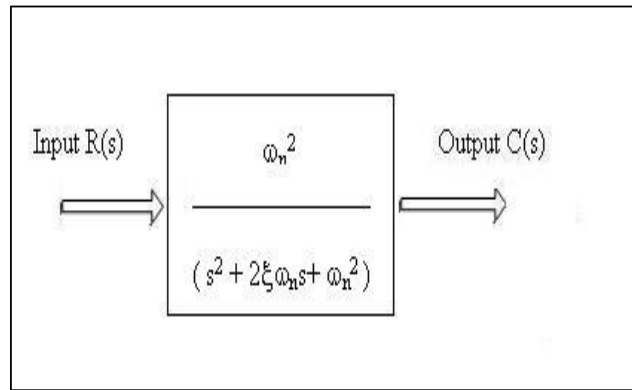 Input R(s)
ωₙ²
Output C(s)
( s² + 2ξωₙs+ ωₙ² )